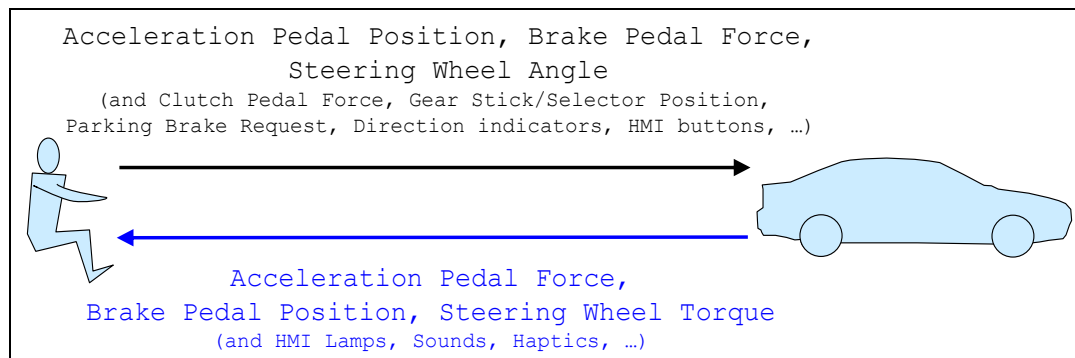 Acceleration Pedal Position, Brake Pedal Force,
Steering Wheel Angle
(and Clutch Pedal Force, Gear Stick/Selector Position,
Parking Brake Request, Direction indicators, HMI buttons, …)
Acceleration Pedal Force,
Brake Pedal Position, Steering Wheel Torque
(and HMI Lamps, Sounds, Haptics, …)